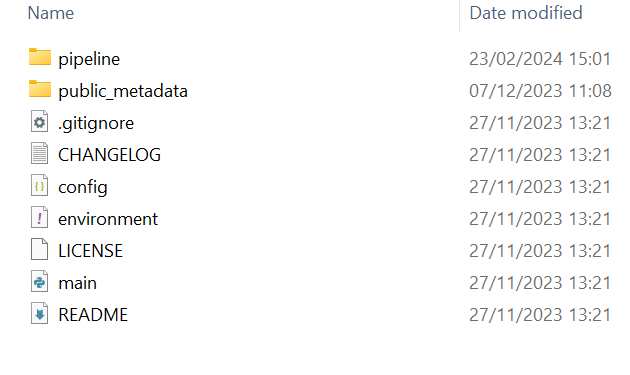 Name Date modified
pipeline 23/02/2024 15:01
public_metadata 07/12/2023 11:08
.gitignore 27/11/2023 13:21
CHANGELOG 27/11/2023 13:21
config 27/11/2023 13:21
environment 27/11/2023 13:21
LICENSE 27/11/2023 13:21
main 27/11/2023 13:21
README 27/11/2023 13:21